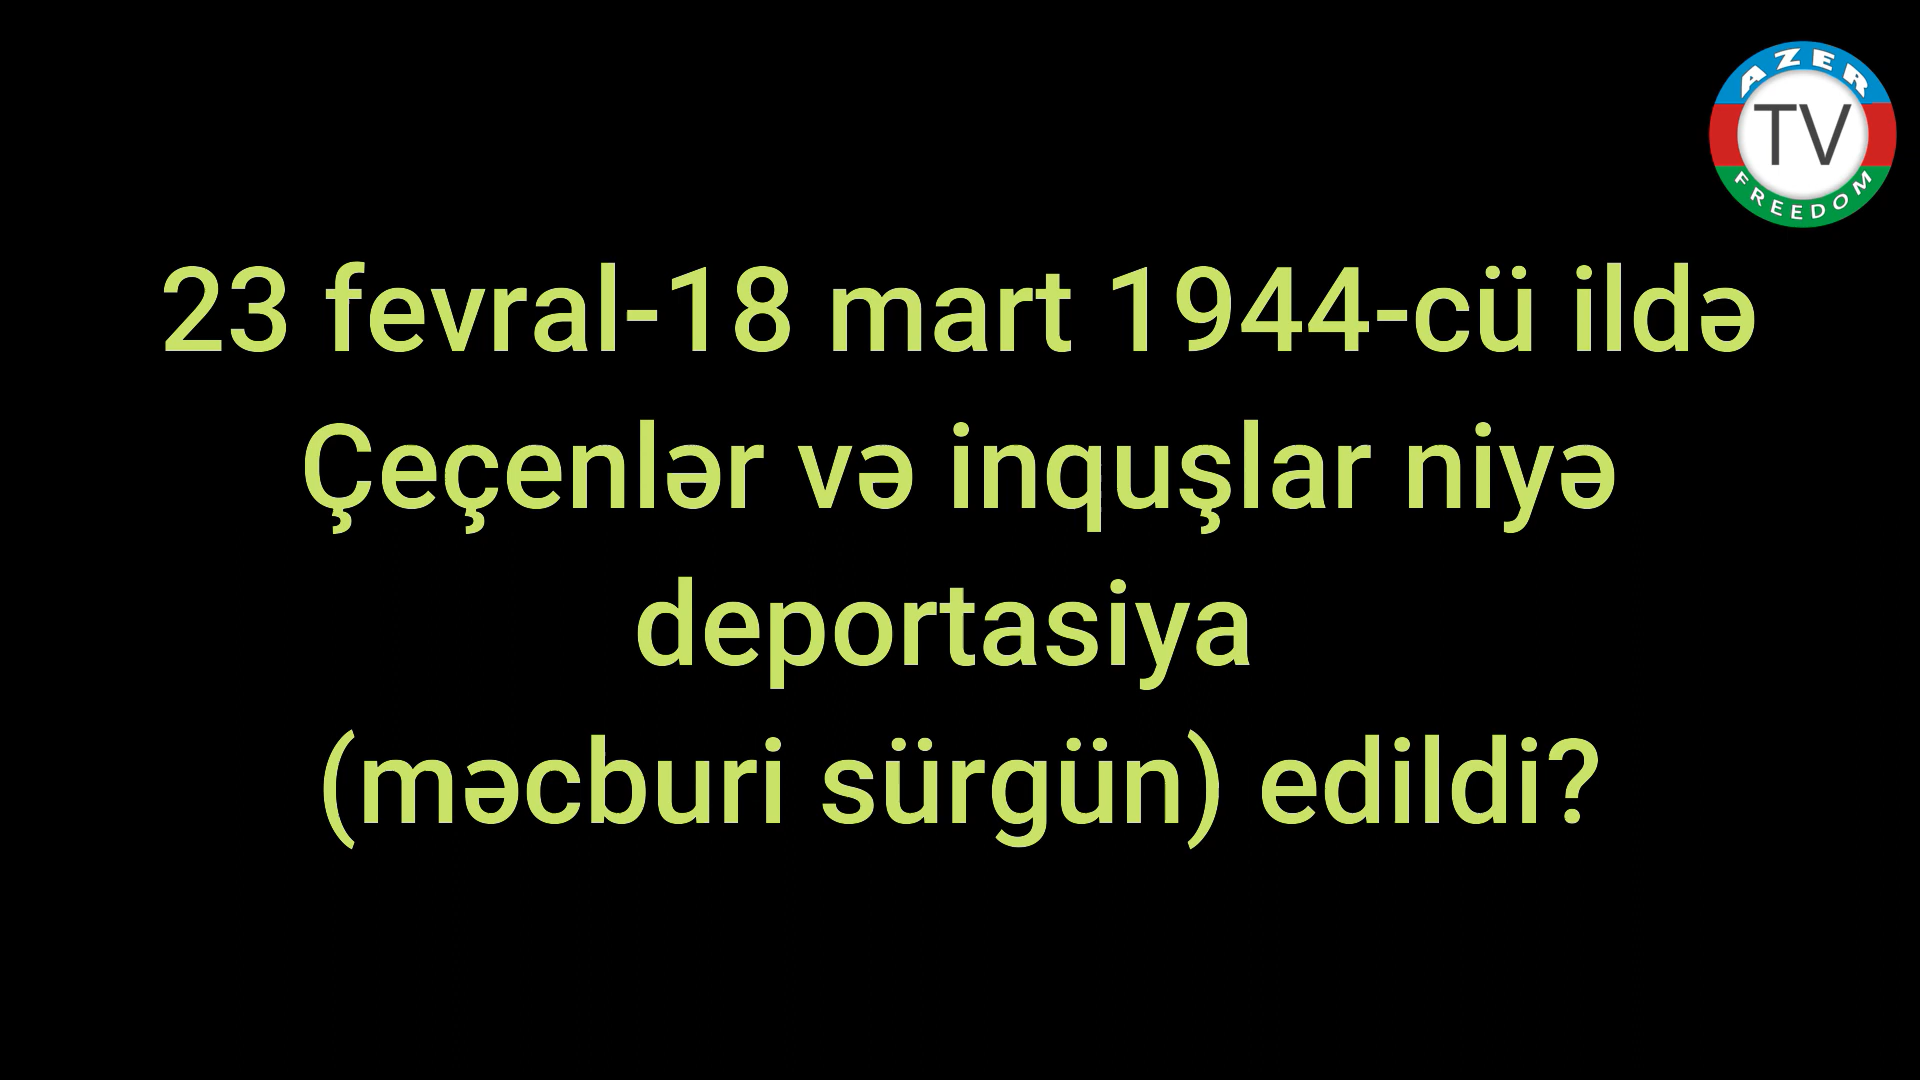 AZER
TV
FREEDOM
23 fevral-18 mart 1944-cü ildə
Çeçenlər və inquşlar niyə
deportasiya
(məcburi sürgün) edildi?